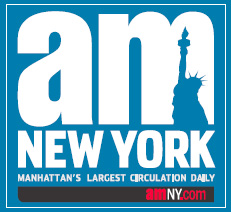 am
NEW YORK
MANHATTAN'S LARGEST CIRCULATION DAILY
amNY.com